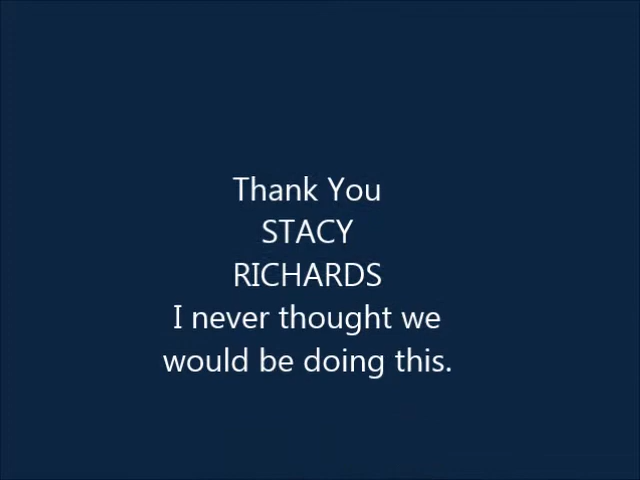 Thank You
STACY
RICHARDS
I never thought we
would be doing this.